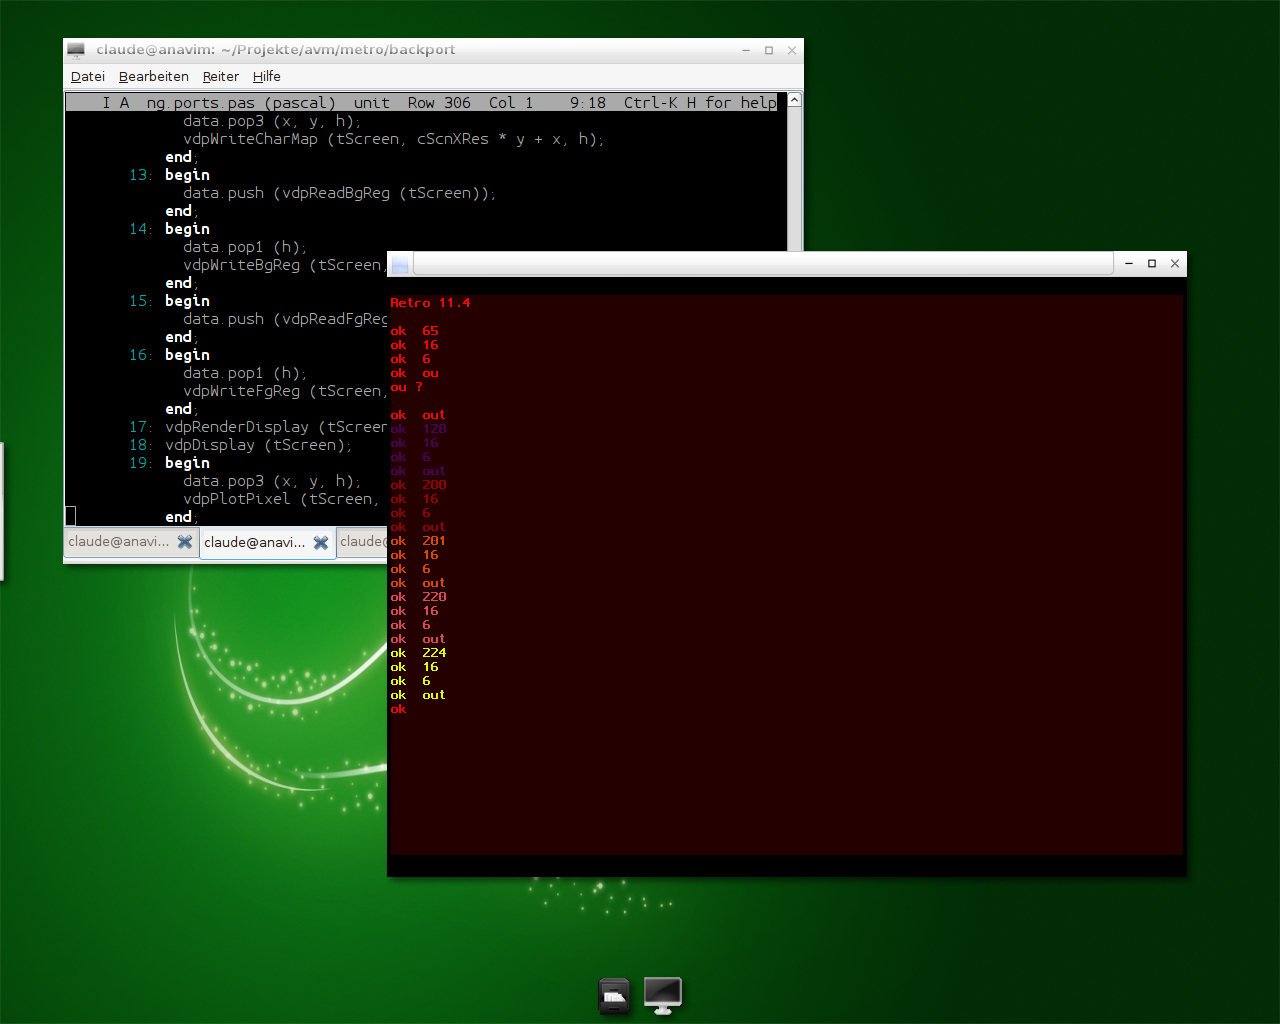 claude@anavim: ~/Projekte/avm/metro/backport
Datei Bearbeiten Reiter Hilfe
I A ng.ports.pas (pascal) unit Row 306 Col 1 9:18 Ctrl-K H for help
data.pop3 (x, y, h);
vdpWriteCharMap (tScreen, cScnXRes * y + x, h);
end;
13: begin
data.push (vdpReadBgReg (tScreen));
end;
14: begin
data.pop1 (h);
vdpWriteBgReg (tScreen,
end;
15: begin
data.push (vdpReadFgReg
end;
16: begin
data.pop1 (h);
vdpWriteFgReg (tScreen,
end;
17: vdpRenderDisplay (tScreen
18: vdpDisplay (tScreen);
19: begin
data.pop3 (x, y, h);
vdpPlotPixel (tScreen,
end;
claude@anavi... claude@anavi... claude@
Retro 11.4
ok 65
ok 16
ok 6
ok ou
ou ?
ok out
ok 128
ok 16
ok 6
ok out
ok 200
ok 16
ok 6
ok out
ok 201
ok 16
ok 6
ok out
ok 220
ok 16
ok 6
ok out
ok 224
ok 16
ok 6
ok out
ok